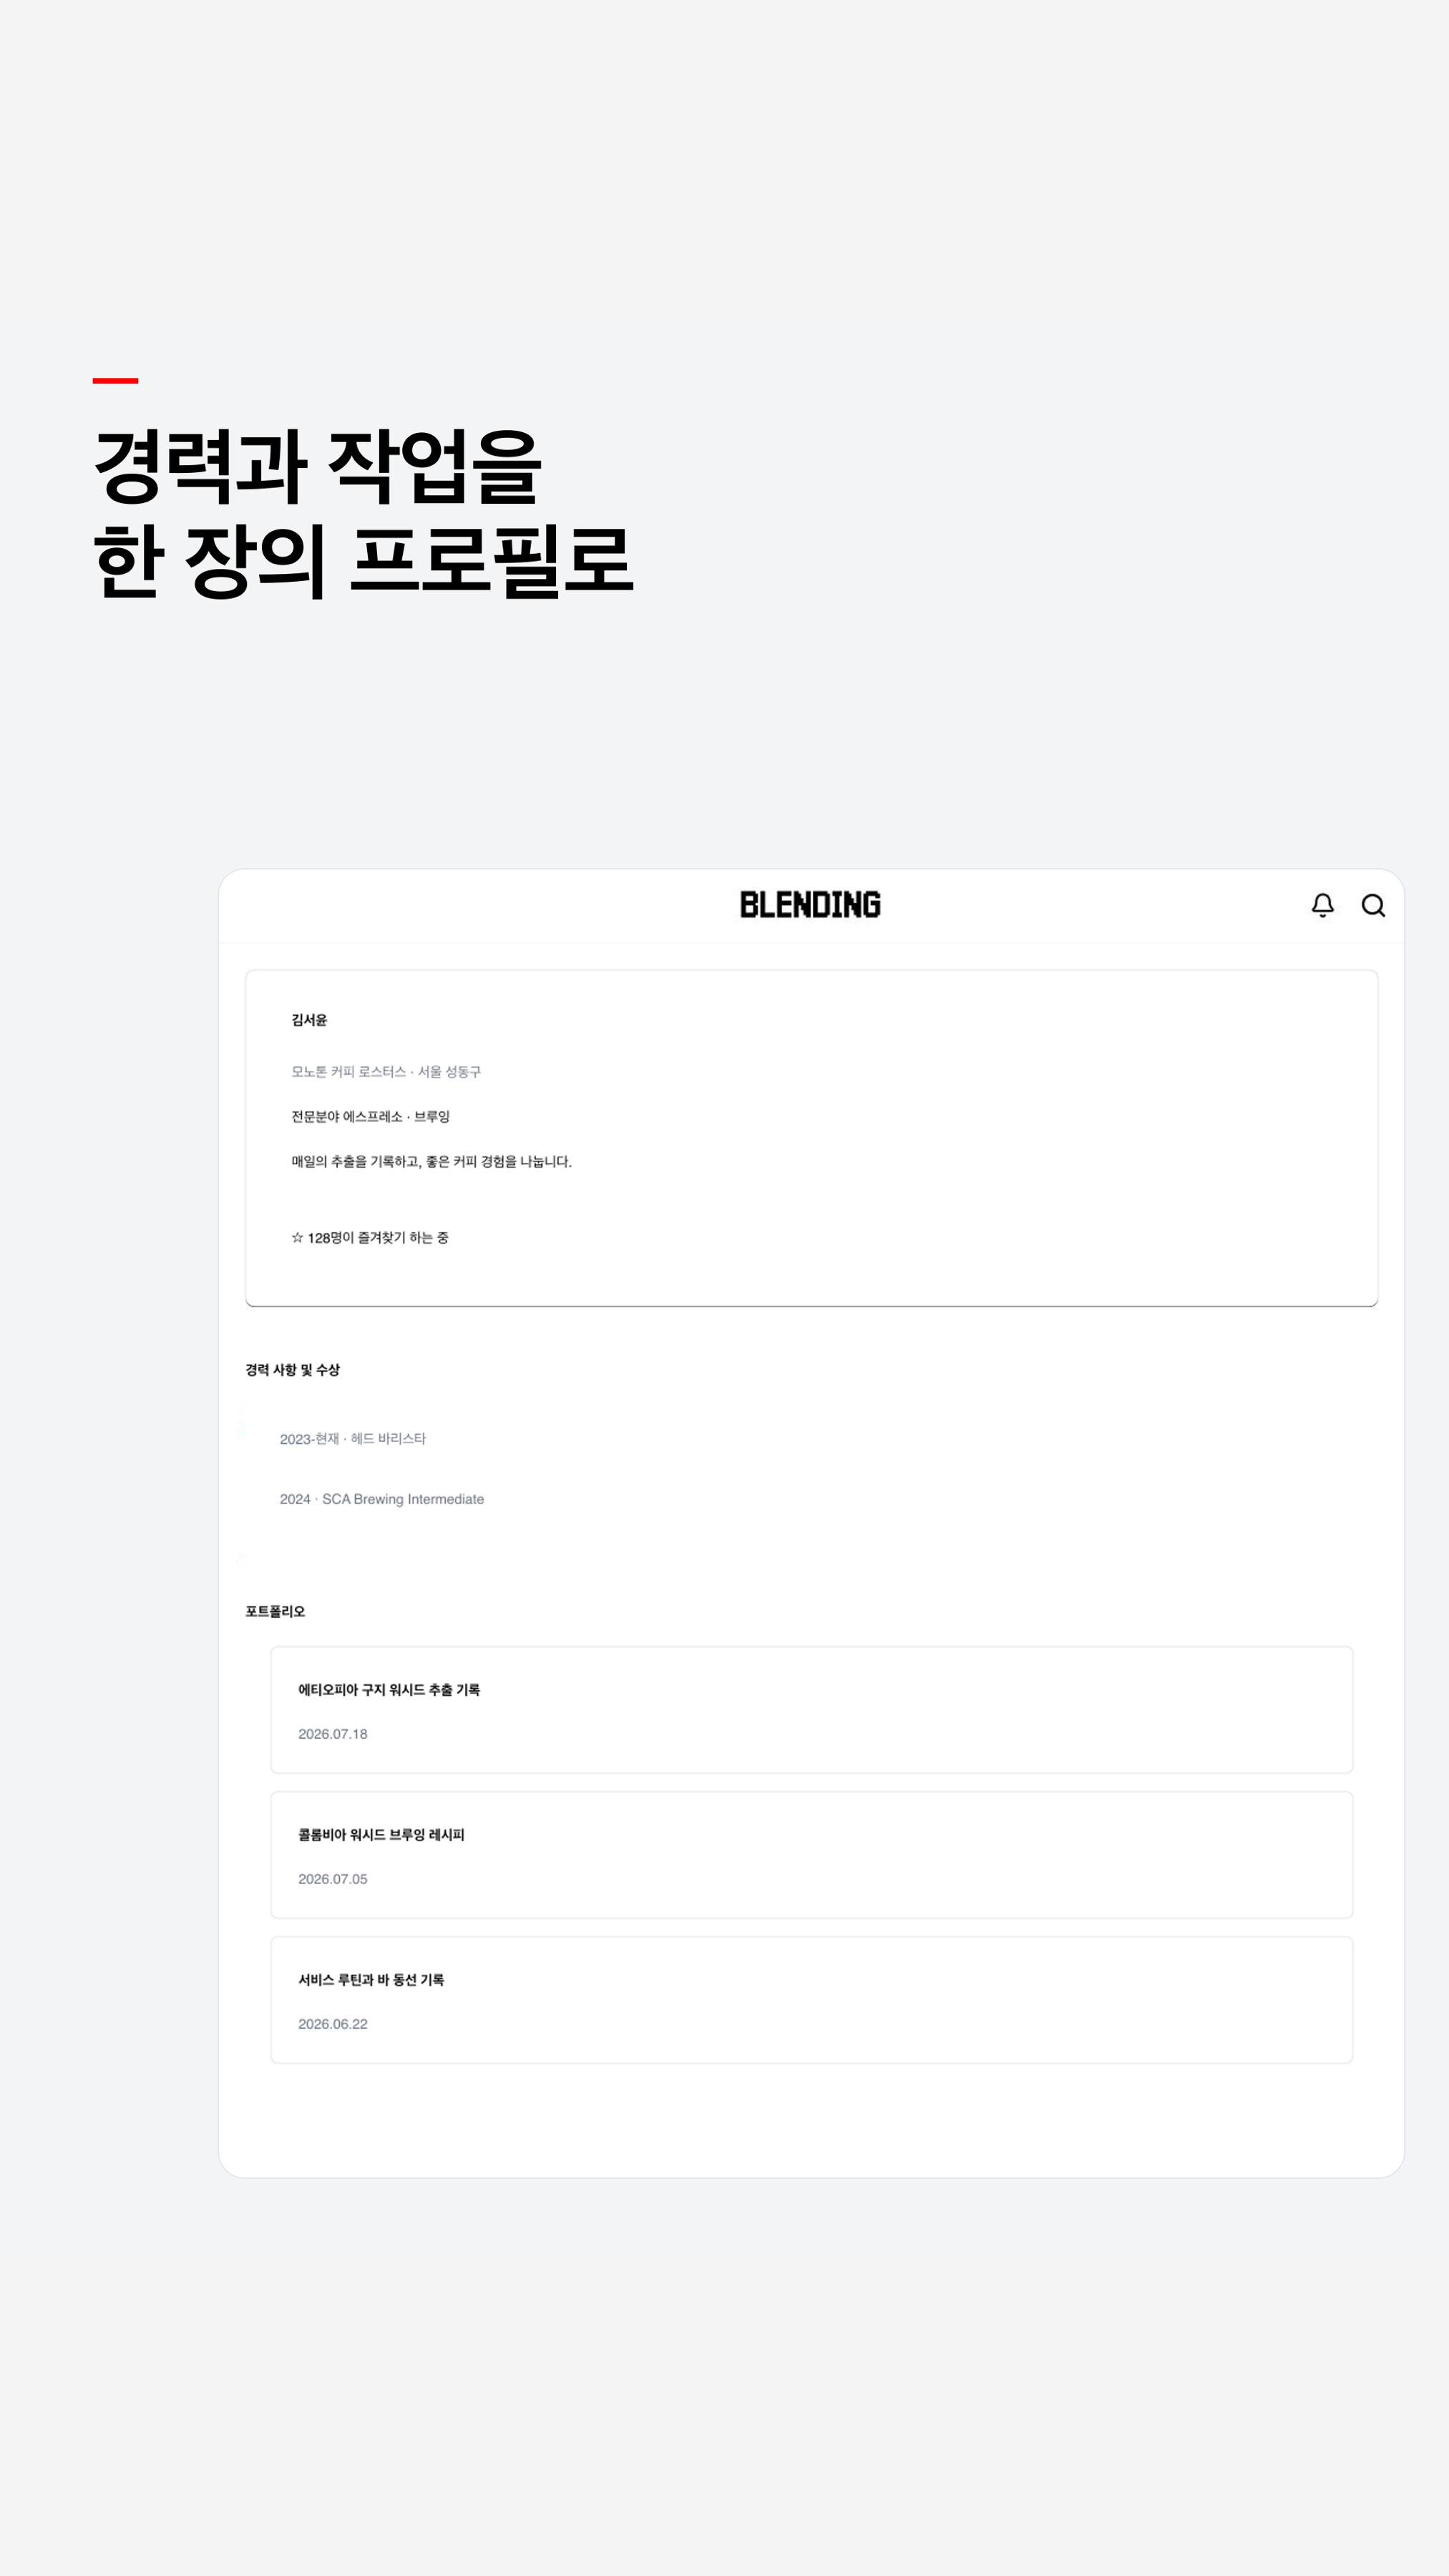 경력과 작업을
한 장의 프로필로
BLENDING
김서윤
모노톤 커피 로스터스 · 서울 성동구
전문분야 에스프레소 · 브루잉
매일의 추출을 기록하고, 좋은 커피 경험을 나눕니다.
☆ 128명이 즐겨찾기 하는 중
경력 사항 및 수상
2023-현재 · 헤드 바리스타
2024 · SCA Brewing Intermediate
포트폴리오
에티오피아 구지 워시드 추출 기록
2026.07.18
콜롬비아 워시드 브루잉 레시피
2026.07.05
서비스 루틴과 바 동선 기록
2026.06.22